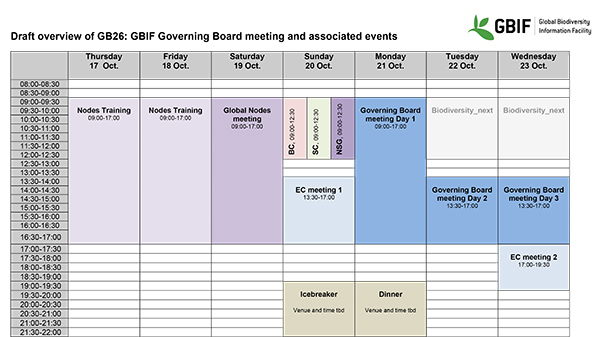 GBIF
Global Biodiversity
Information Facility
Draft overview of GB26: GBIF Governing Board meeting and associated events
Thursday
17 Oct.
Friday
18 Oct.
Saturday
19 Oct.
Sunday
20 Oct.
Monday
21 Oct.
Tuesday
22 Oct.
Wednesday
23 Oct.
08:00-08:30
08:30-09:00
09:00-09:30
09:30-10:00
10:00-10:30
10:30-11:00
11:00-11:30
11:30-12:00
12:00-12:30
12:30-13:00
13:00-13:30
13:30-14:00
14:00-14:30
14:30-15:00
15:00-15:30
15:30-16:00
16:00-16:30
16:30-17:00
17:00-17:30
17:30-18:00
18:00-18:30
18:30-19:00
19:00-19:30
19:30-20:00
20:00-20:30
20:30-21:00
21:00-21:30
21:30-22:00
Nodes Training
09:00-17:00
Nodes Training
09:00-17:00
Global Nodes
meeting
09:00-17:00
BC, 09:00-12:30
SC, 09:00-12:30
NSG, 09:00-12:30
Governing Board
meeting Day 1
09:00-17:00
Biodiversity_next
Biodiversity_next
EC meeting 1
13:30-17:00
Governing Board
meeting Day 2
13:30-17:00
Governing Board
meeting Day 3
13:30-17:00
EC meeting 2
17:00-19:30
Icebreaker
Venue and time tbd
Dinner
Venue and time tbd